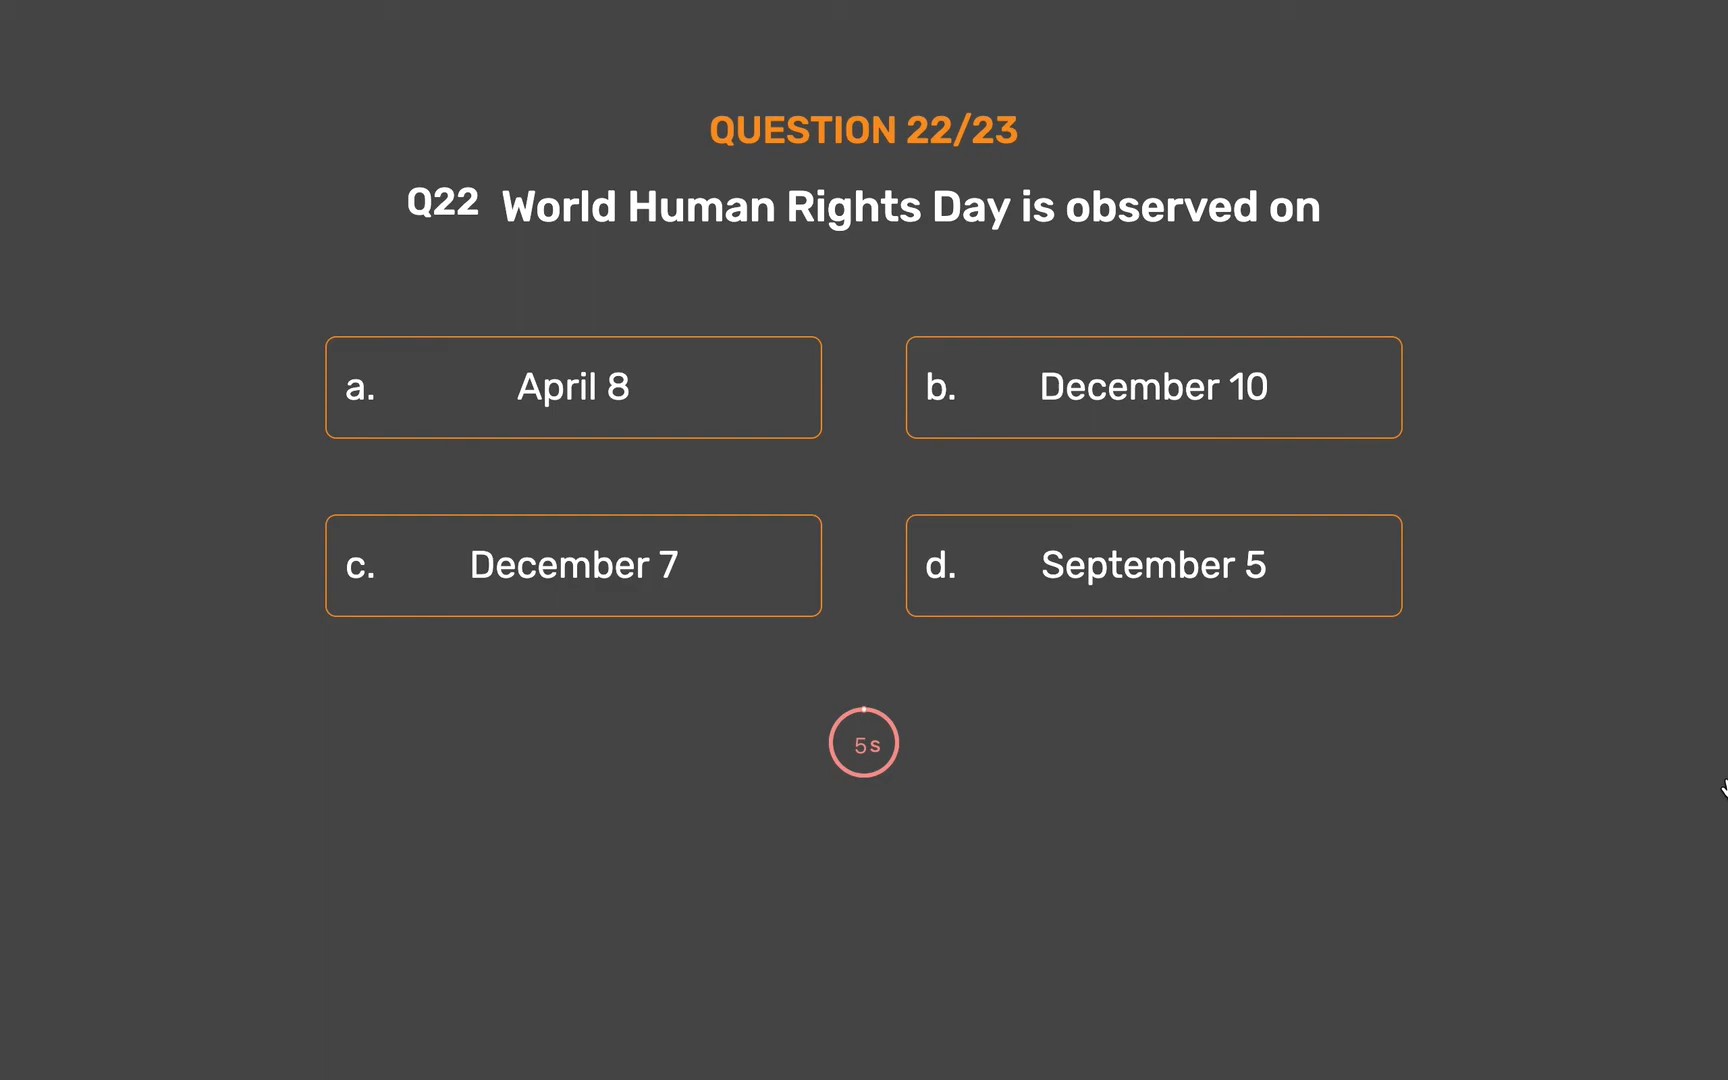 QUESTION 22/23
Q22 World Human Rights Day is observed on
a. April 8
b. December 10
c. December 7
d. September 5
5s